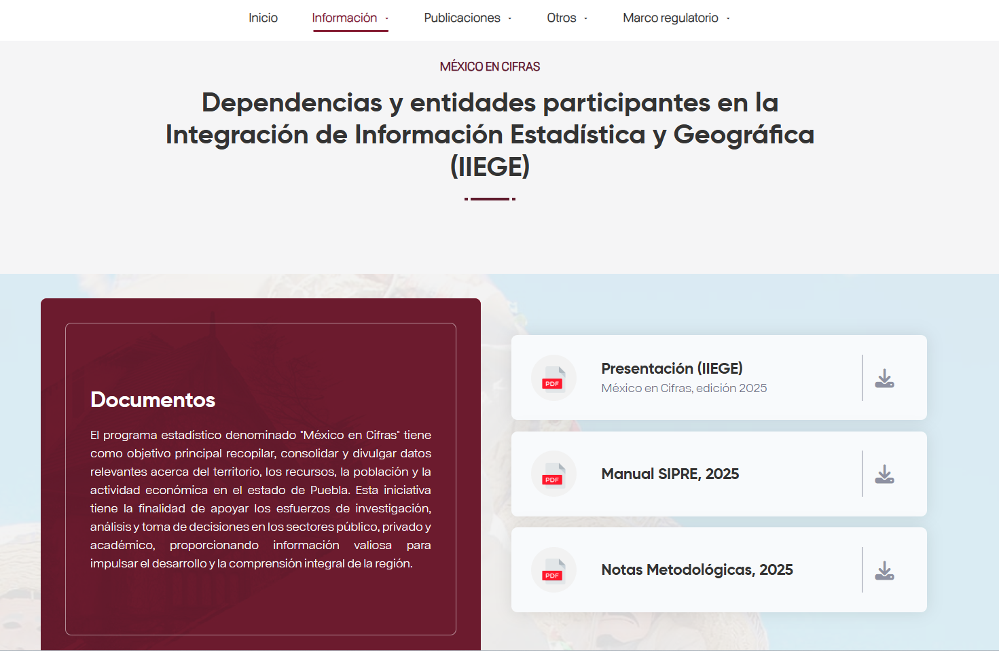 Inicio
Información
Publicaciones
Otros
Marco regulatorio
MÉXICO EN CIFRAS
Dependencias y entidades participantes en la
Integración de Información Estadística y Geográfica
(IIEGE)
Documentos
El programa estadístico denominado "México en Cifras" tiene
como objetivo principal recopilar, consolidar y divulgar datos
relevantes acerca del territorio, los recursos, la población y la
actividad económica en el estado de Puebla. Esta iniciativa
tiene la finalidad de apoyar los esfuerzos de investigación,
análisis y toma de decisiones en los sectores público, privado y
académico, proporcionando información valiosa para
impulsar el desarrollo y la comprensión integral de la región.
PDF
Presentación (IIEGE)
México en Cifras, edición 2025
PDF
Manual SIPRE, 2025
PDF
Notas Metodológicas, 2025